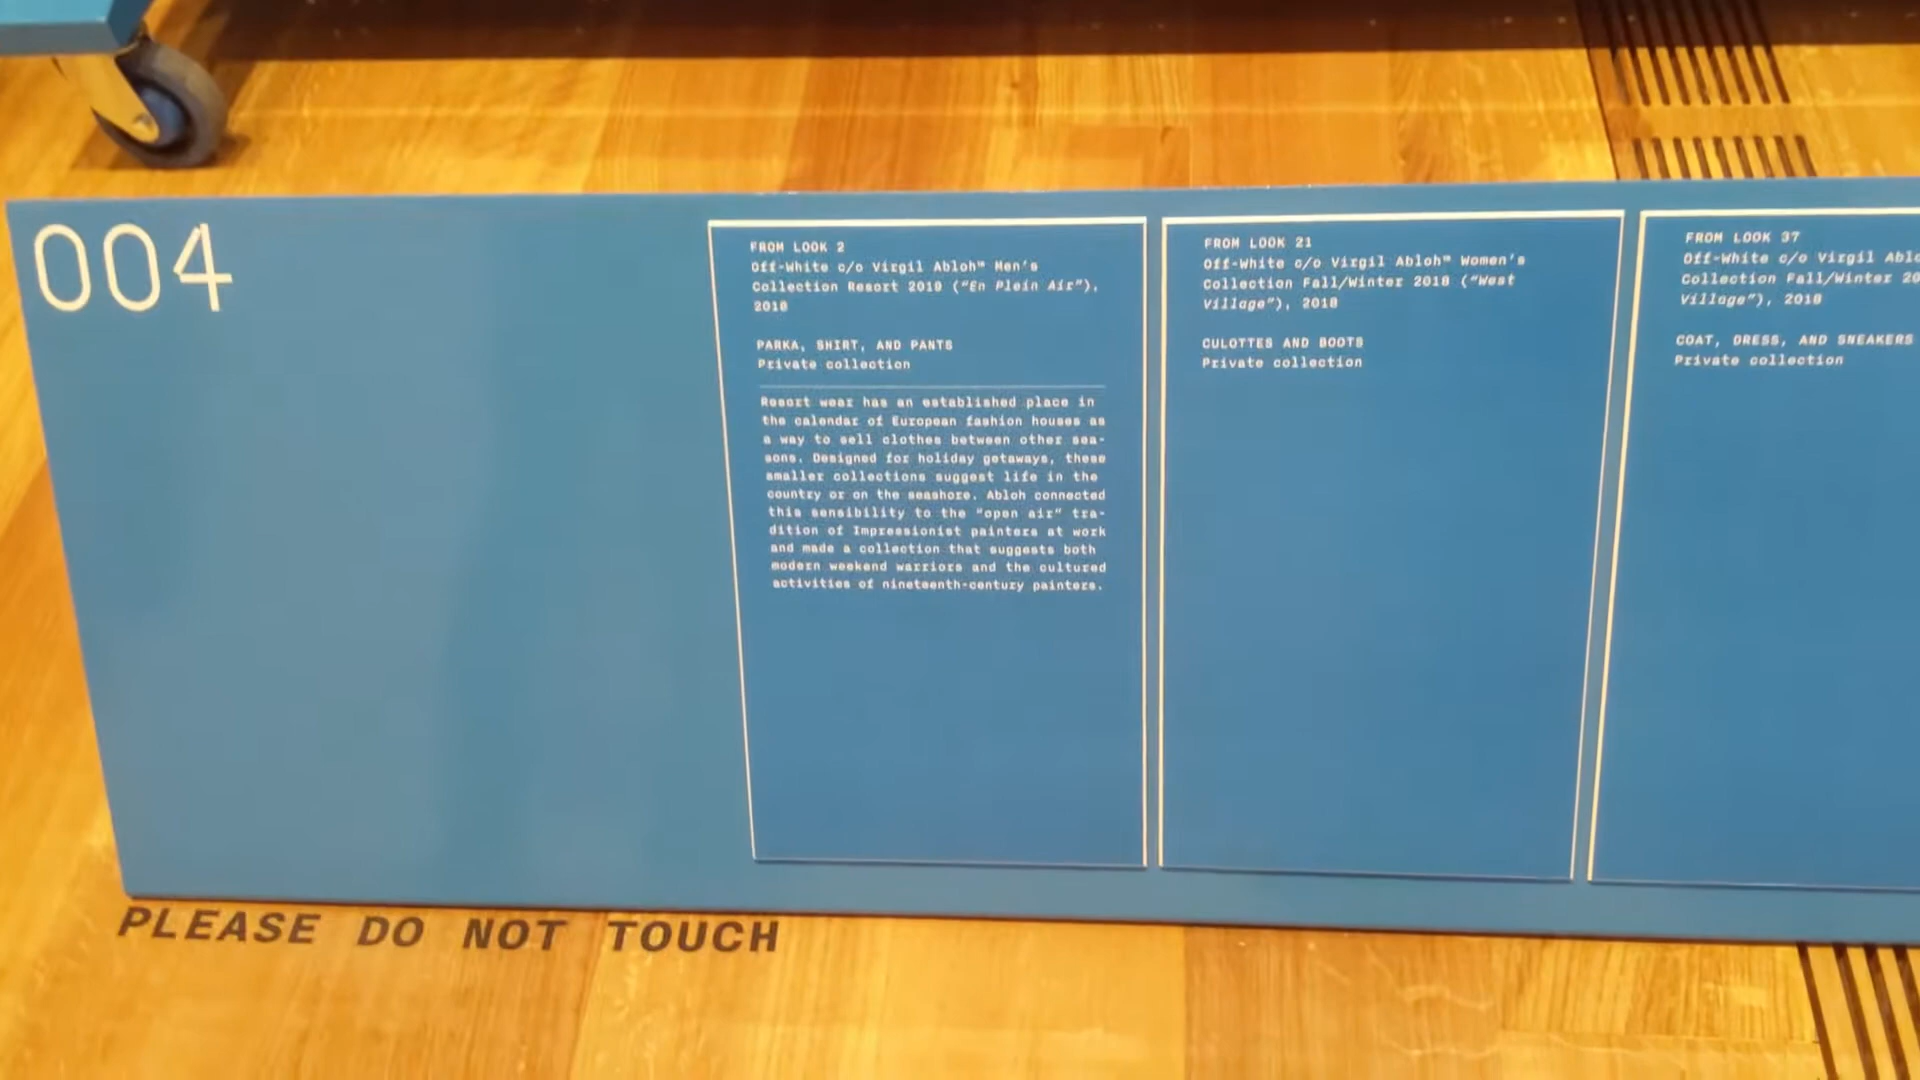 004
FROM LOOK 2
Off-White c/o Virgil Abloh™ Men's
Collection Resort 2019 ("En Plein Air"),
2018
PARKA, SHIRT, AND PANTS
Private collection
Resort wear has an established place in
the calendar of European fashion houses as
a way to sell clothes between other sea-
sons. Designed for holiday getaways, these
smaller collections suggest life in the
country or on the seashore. Abloh connected
this sensibility to the "open air" tra-
dition of Impressionist painters at work
and made a collection that suggests both
modern weekend warriors and the cultured
activities of nineteenth-century painters.
FROM LOOK 21
Off-White c/o Virgil Abloh™ Women's
Collection Fall/Winter 2018 ("West
Village"), 2018
CULOTTES AND BOOTS
Private collection
FROM LOOK 37
Off-White c/o Virgil
Collection Fall/Winter
Village"), 2018
COAT, DRESS, AND SNEAKERS
Private collection
PLEASE DO NOT TOUCH